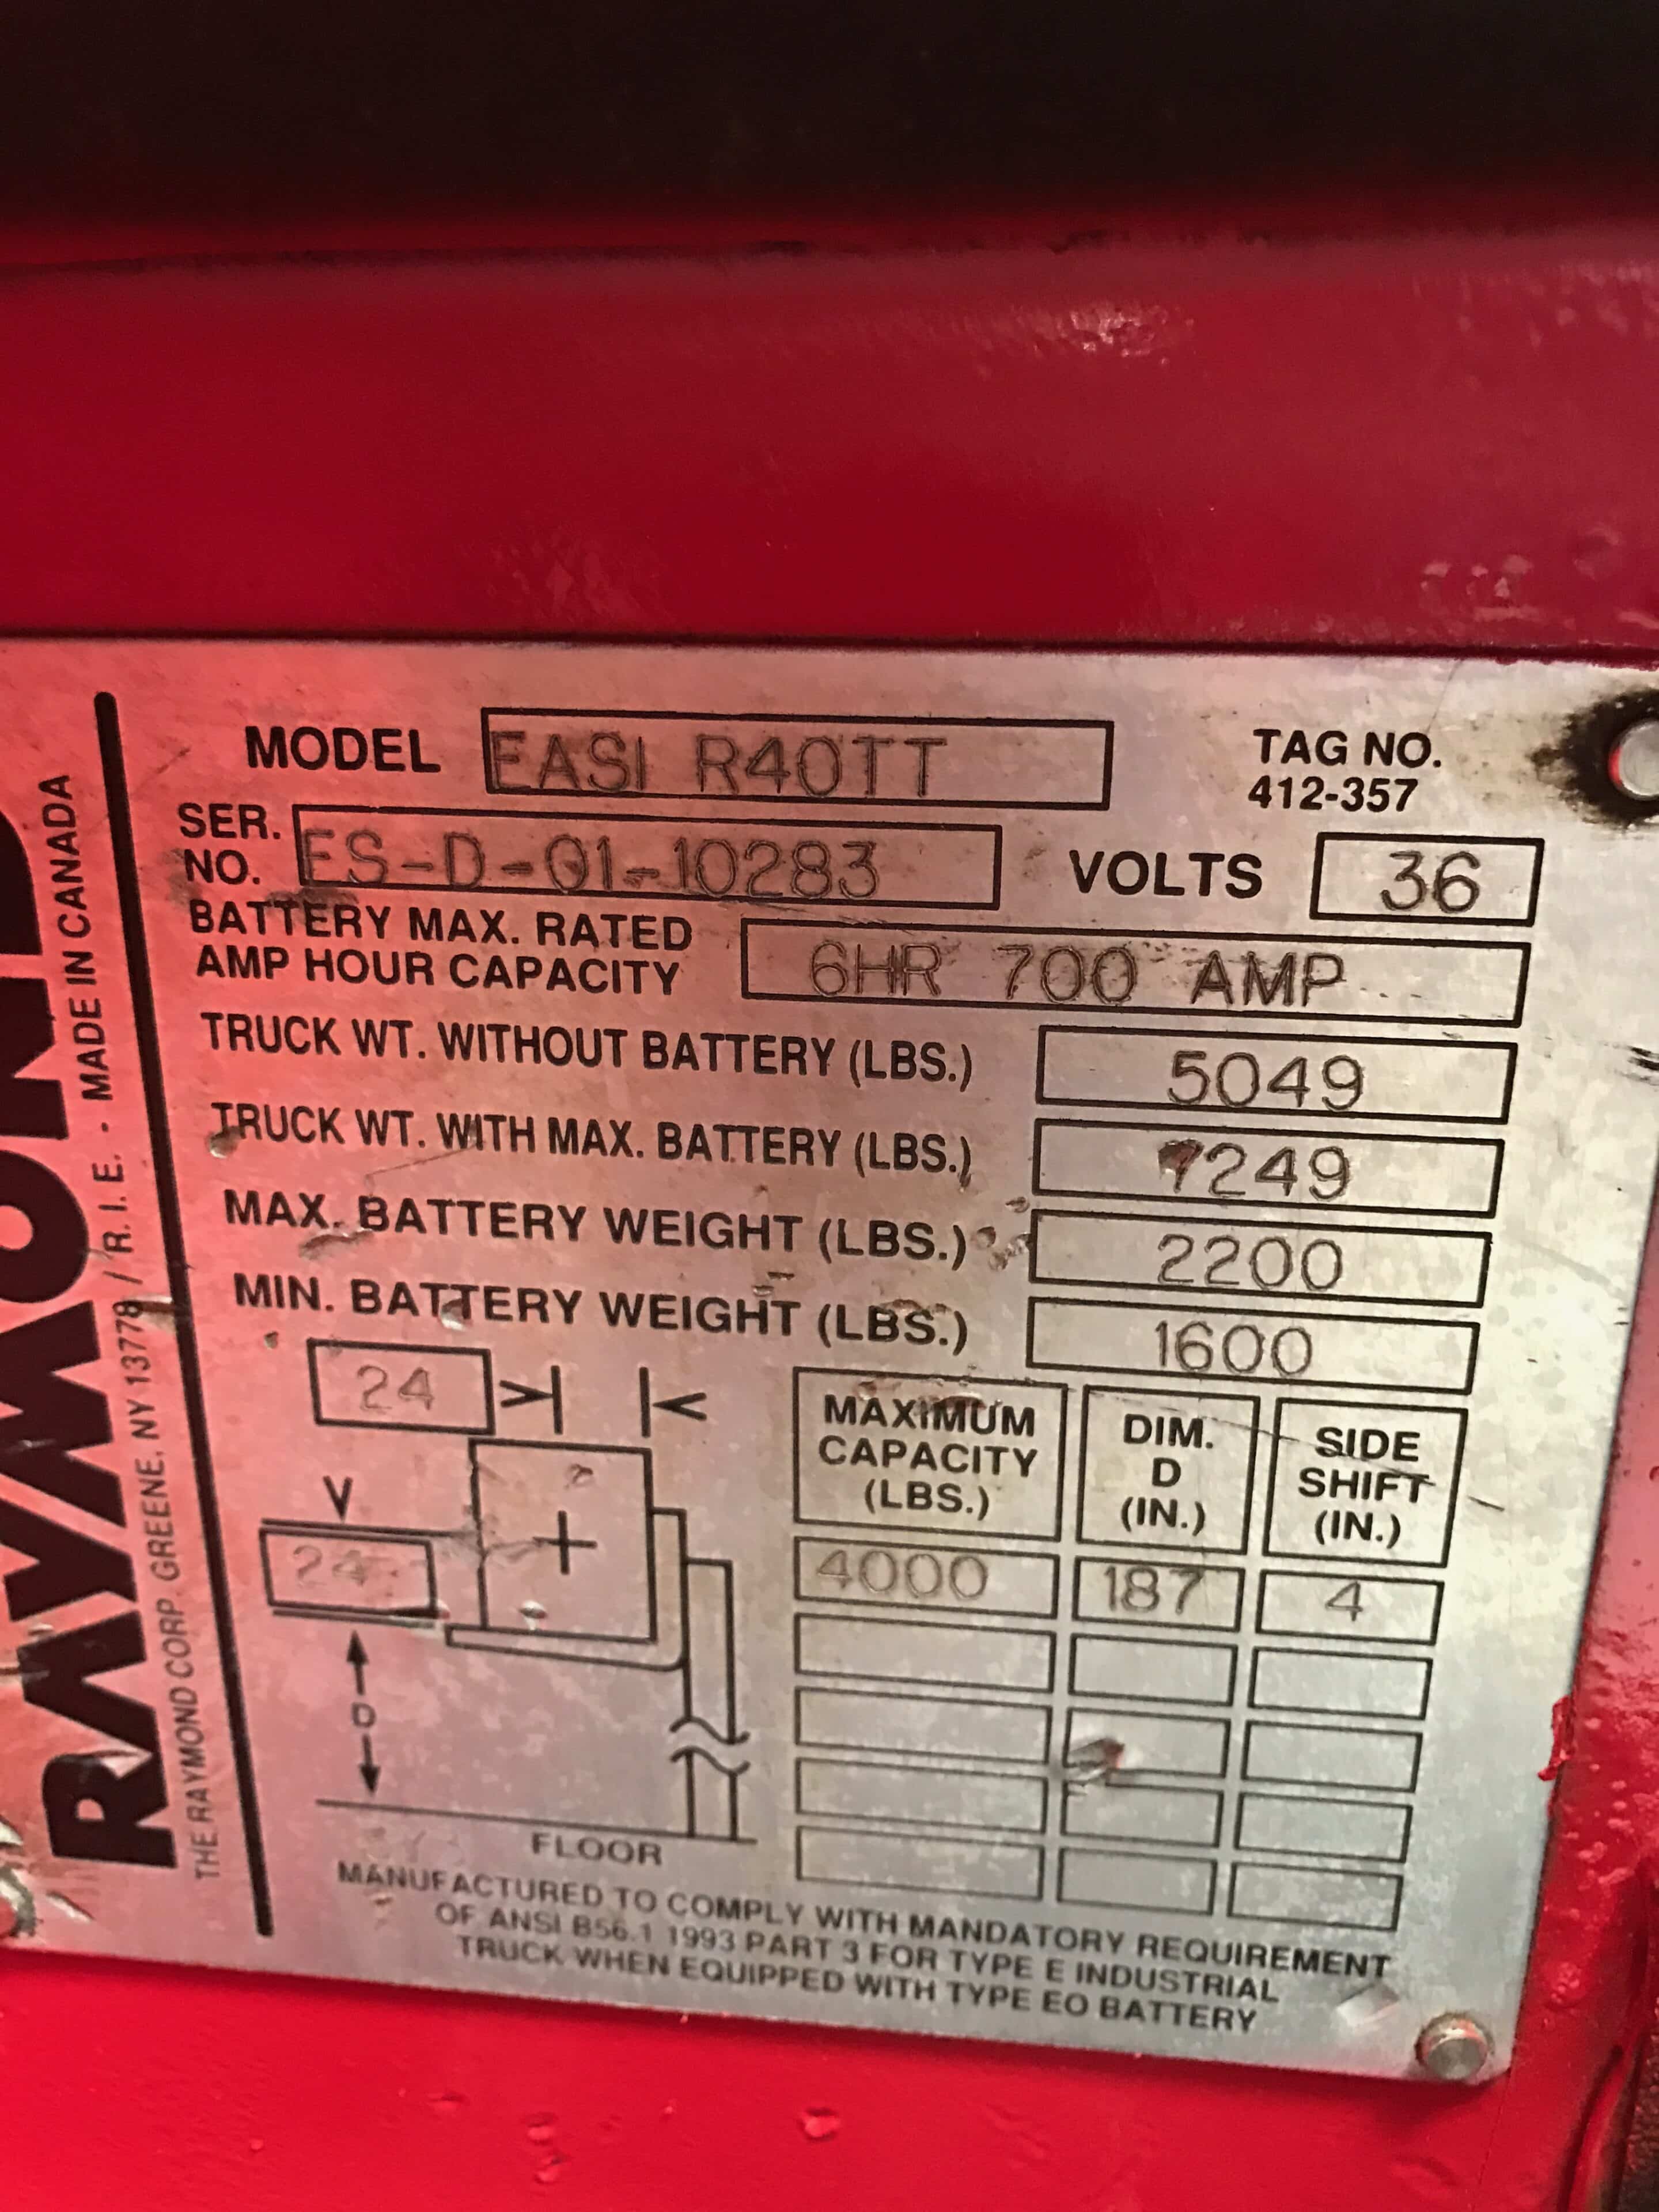 RAYMOND
THE RAYMOND CORP. GREENE, NY 13778 / R. I. E. - MADE IN CANADA
MODEL EASI R40TT
TAG NO.
412-357
SER.
NO. ES-D-01-10283
VOLTS 36
BATTERY MAX. RATED
AMP HOUR CAPACITY 6HR 700 AMP
TRUCK WT. WITHOUT BATTERY (LBS.) 5049
TRUCK WT. WITH MAX. BATTERY (LBS.) 7249
MAX. BATTERY WEIGHT (LBS.) 2200
MIN. BATTERY WEIGHT (LBS.) 1600
24
24
D
FLOOR
MAXIMUM
CAPACITY
(LBS.)
DIM.
D
(IN.)
SIDE
SHIFT
(IN.)
4000 187 4
MANUFACTURED TO COMPLY WITH MANDATORY REQUIREMENT
OF ANSI B56.1 1993 PART 3 FOR TYPE E INDUSTRIAL
TRUCK WHEN EQUIPPED WITH TYPE EO BATTERY